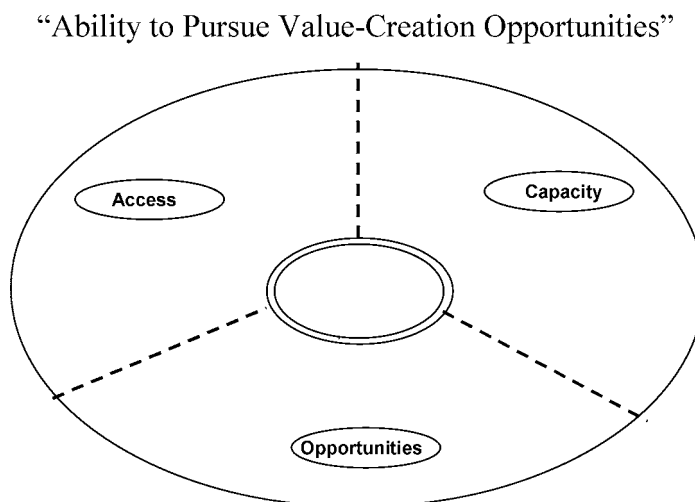 “Ability to Pursue Value-Creation Opportunities”
Access
Capacity
Opportunities